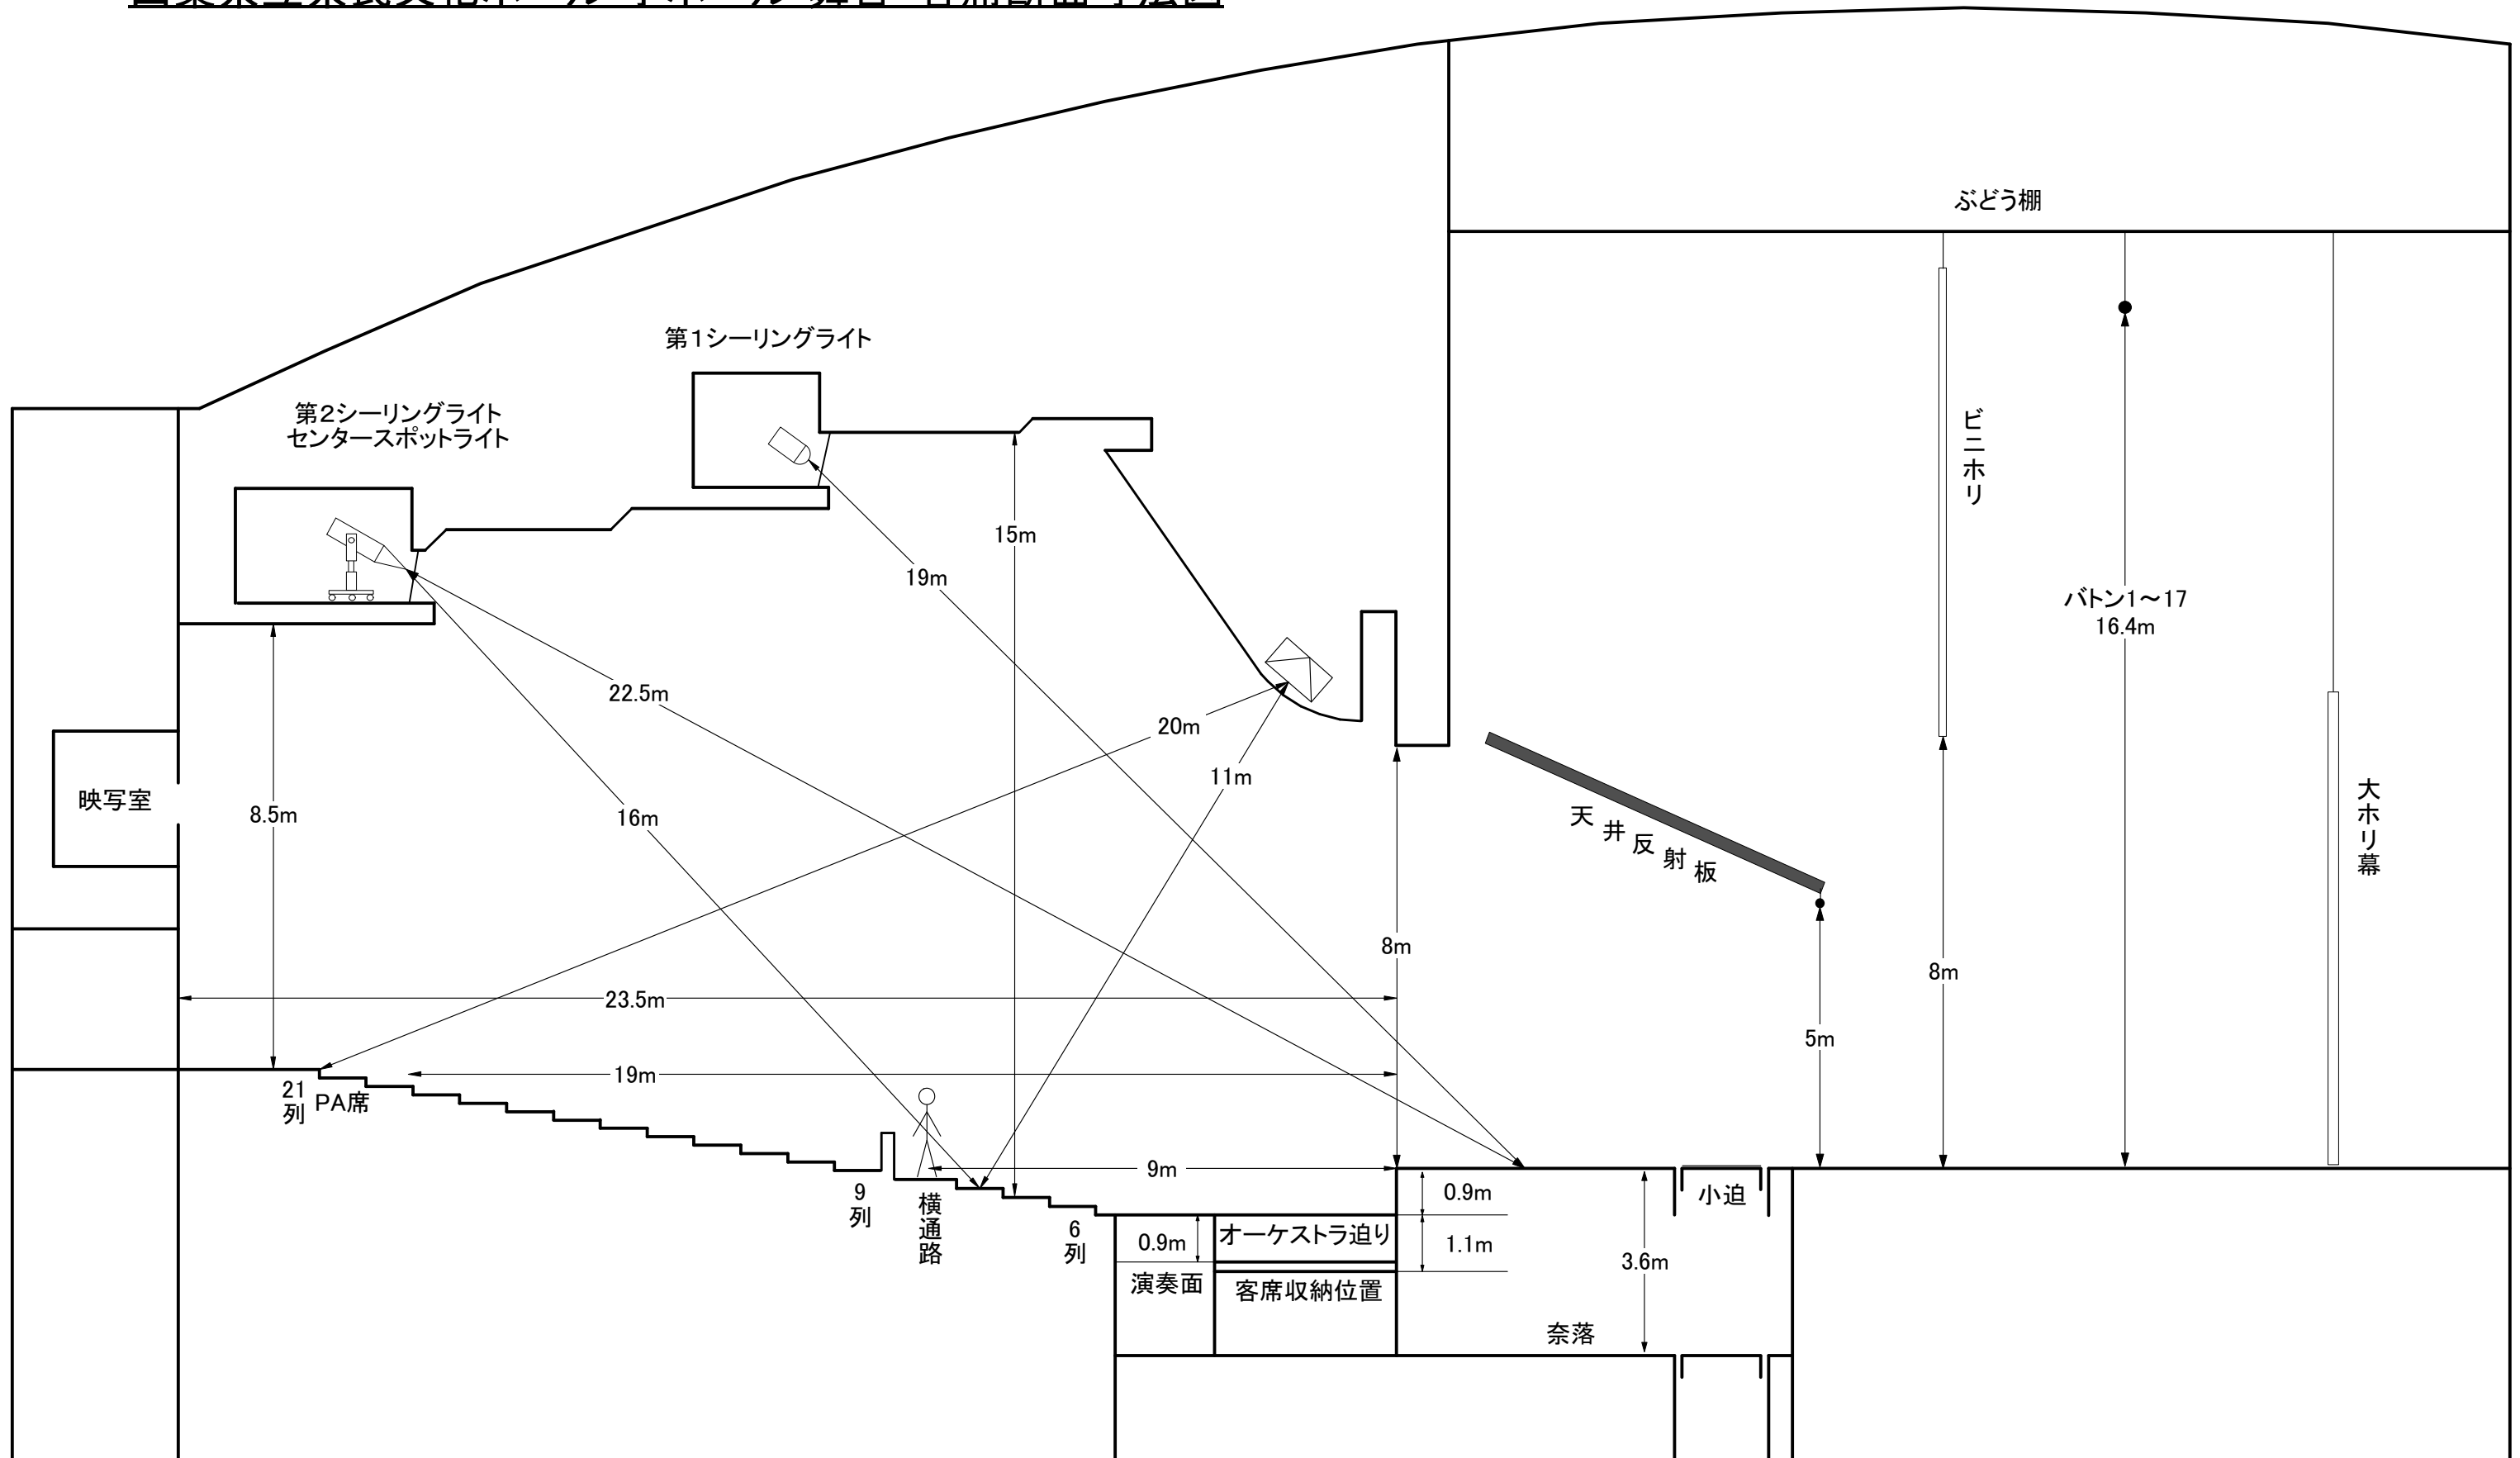 ぶどう棚
第1シーリングライト
第2シーリングライト
センタースポットライト
ビニホリ
15m
19m
バトン1～17
16.4m
22.5m
20m
11m
映写室
8.5m
16m
天井反射板
大ホリ幕
8m
8m
23.5m
5m
19m
21列
PA席
9m
9列
横通路
6列
0.9m
オーケストラ迫り
演奏面
客席収納位置
0.9m
1.1m
小迫
3.6m
奈落